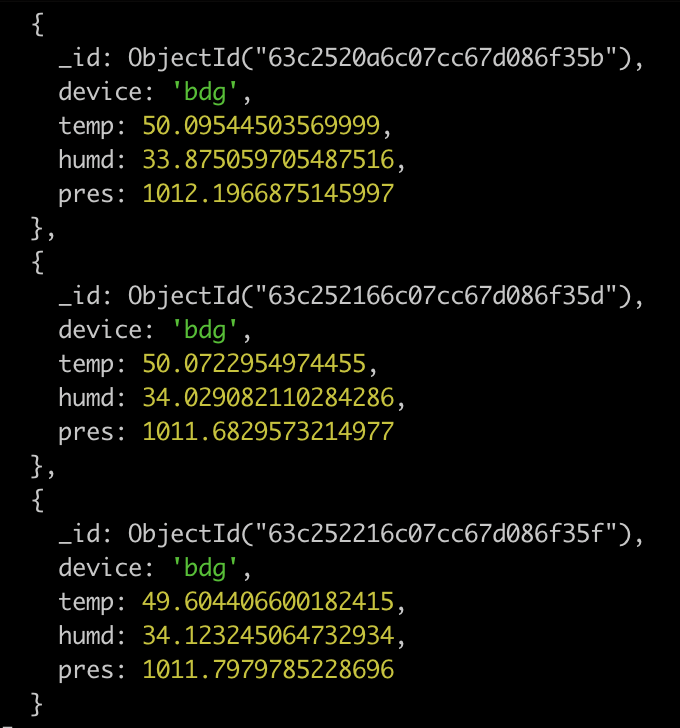 {
_id: ObjectId("63c2520a6c07cc67d086f35b"),
device: 'bdg',
temp: 50.09544503569999,
humd: 33.875059705487516,
pres: 1012.1966875145997
},
{
_id: ObjectId("63c252166c07cc67d086f35d"),
device: 'bdg',
temp: 50.0722954974455,
humd: 34.029082110284286,
pres: 1011.6829573214977
},
{
_id: ObjectId("63c252216c07cc67d086f35f"),
device: 'bdg',
temp: 49.604406600182415,
humd: 34.123245064732934,
pres: 1011.7979785228696
}